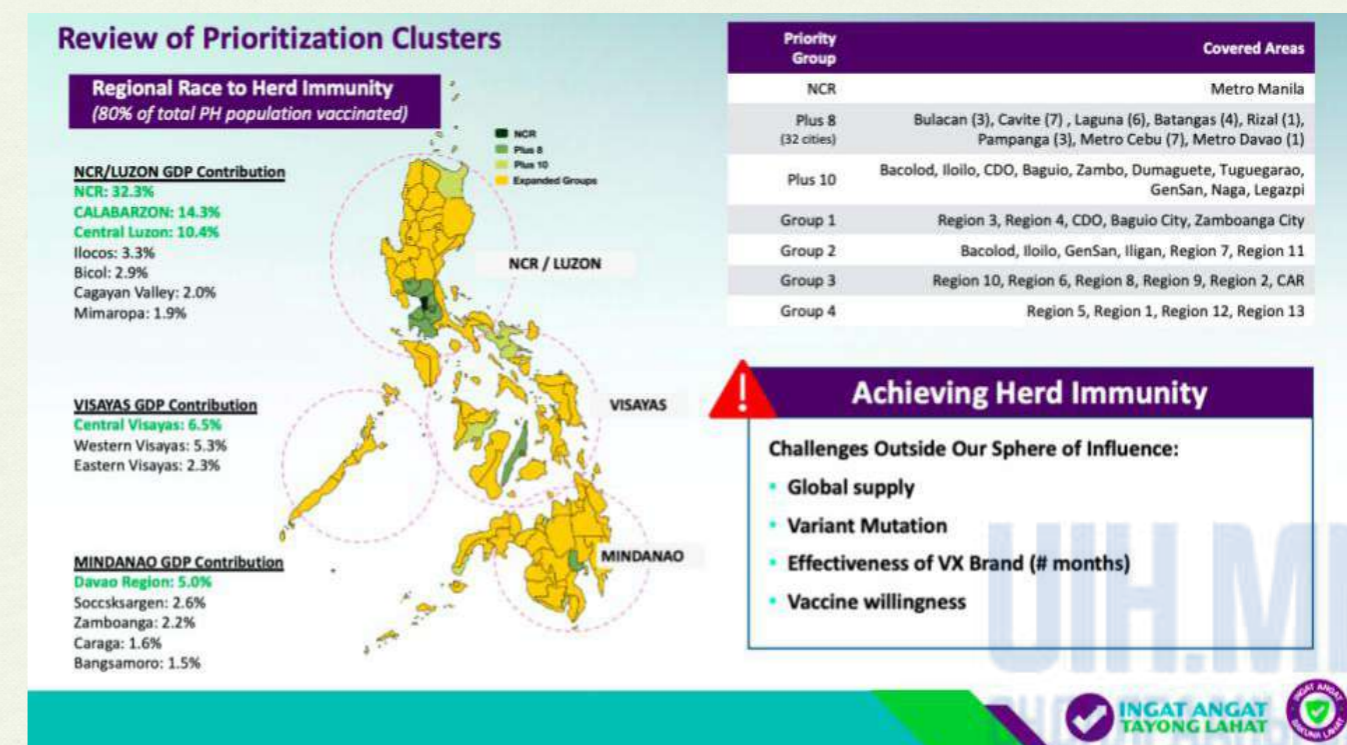 Review of Prioritization Clusters
Regional Race to Herd Immunity
(80% of total PH population vaccinated)
NCR/LUZON GDP Contribution
NCR: 32.3%
CALABARZON: 14.3%
Central Luzon: 10.4%
Ilocos: 3.3%
Bicol: 2.9%
Cagayan Valley: 2.0%
Mimaropa: 1.9%
VISAYAS GDP Contribution
Central Visayas: 6.5%
Western Visayas: 5.3%
Eastern Visayas: 2.3%
MINDANAO GDP Contribution
Davao Region: 5.0%
Soccsksargen: 2.6%
Zamboanga: 2.2%
Caraga: 1.6%
Bangsamoro: 1.5%
NCR
Plus 8
Plus 10
Expanded Groups
NCR / LUZON
VISAYAS
MINDANAO
Priority Group Covered Areas
NCR Metro Manila
Plus 8 Bulacan (3), Cavite (7) , Laguna (6), Batangas (4), Rizal (1),
(32 cities) Pampanga (3), Metro Cebu (7), Metro Davao (1)
Plus 10 Bacolod, Iloilo, CDO, Baguio, Zambo, Dumaguete, Tuguegarao,
GenSan, Naga, Legazpi
Group 1 Region 3, Region 4, CDO, Baguio City, Zamboanga City
Group 2 Bacolod, Iloilo, GenSan, Iligan, Region 7, Region 11
Group 3 Region 10, Region 6, Region 8, Region 9, Region 2, CAR
Group 4 Region 5, Region 1, Region 12, Region 13
!
Achieving Herd Immunity
Challenges Outside Our Sphere of Influence:
• Global supply
• Variant Mutation
• Effectiveness of VX Brand (# months)
• Vaccine willingness
INGAT ANGAT
TAYONG LAHAT
INGAT ANGAT
BAKUNA LAHAT